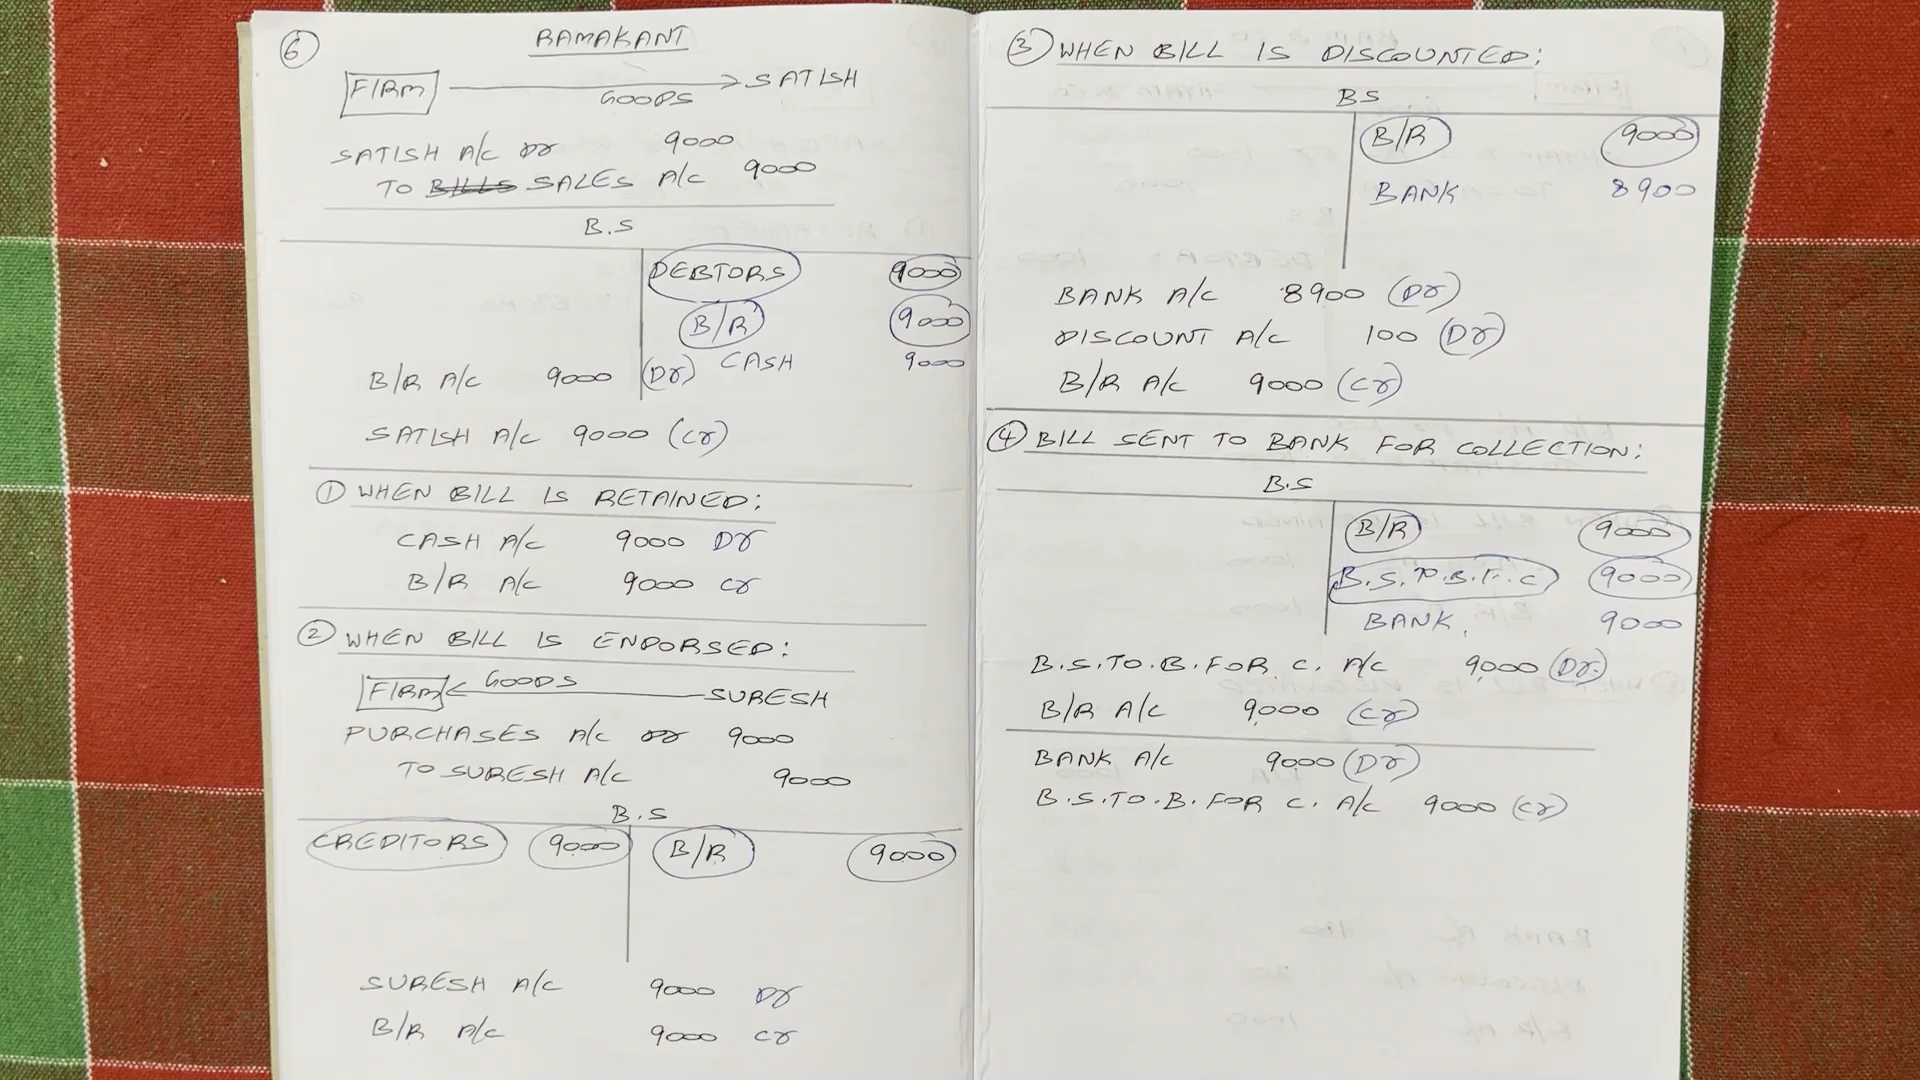 6 RAMAKANT
FIRM GOODS SATISH
SATISH A/C Dr 9000
TO BILLS SALES A/C 9000
B.S
DEBTORS 9000
B/R 9000
CASH 9000
B/R A/C 9000 (Dr)
SATISH A/C 9000 (Cr)
1 WHEN BILL IS RETAINED:
CASH A/C 9000 Dr
B/R A/C 9000 Cr
2 WHEN BILL IS ENDORSED:
FIRM GOODS SURESH
PURCHASES A/C Dr 9000
TO SURESH A/C 9000
B.S
CREDITORS 9000 B/R 9000
SURESH A/C 9000 Dr
B/R A/C 9000 Cr
3 WHEN BILL IS DISCOUNTED:
BS
B/R 9000
BANK 8900
BANK A/C 8900 (Dr)
DISCOUNT A/C 100 (Dr)
B/R A/C 9000 (Cr)
4 BILL SENT TO BANK FOR COLLECTION:
B.S
B/R 9000
B.S.T.B.F.C 9000
BANK 9000
B.S.TO.B.FOR C. A/C 9000 (Dr)
B/R A/C 9000 (Cr)
BANK A/C 9000 (Dr)
B.S.TO.B.FOR C. A/C 9000 (Cr)